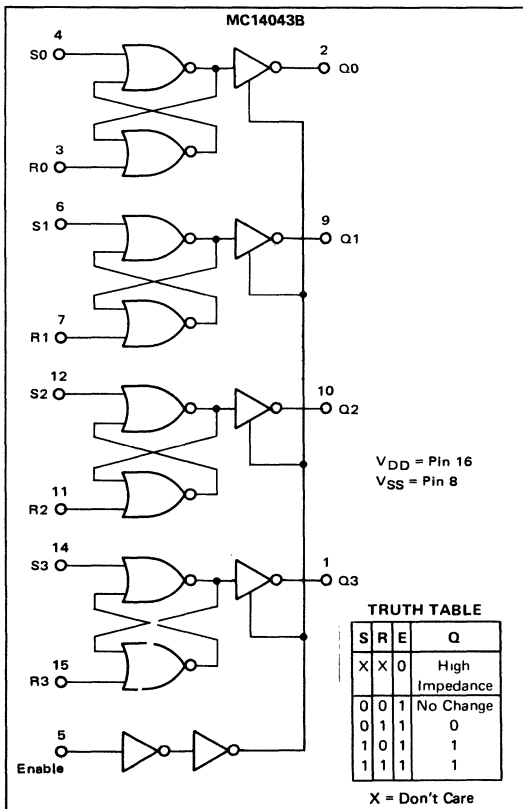 MC14043B
4
S0
2
Q0
3
R0
6
S1
9
Q1
7
R1
12
S2
10
Q2
VDD = Pin 16
VSS = Pin 8
11
R2
14
S3
1
Q3
TRUTH TABLE
S R E Q
X X 0 High Impedance
0 0 1 No Change
0 1 1 0
1 0 1 1
1 1 1 1
X = Don't Care
15
R3
5
Enable